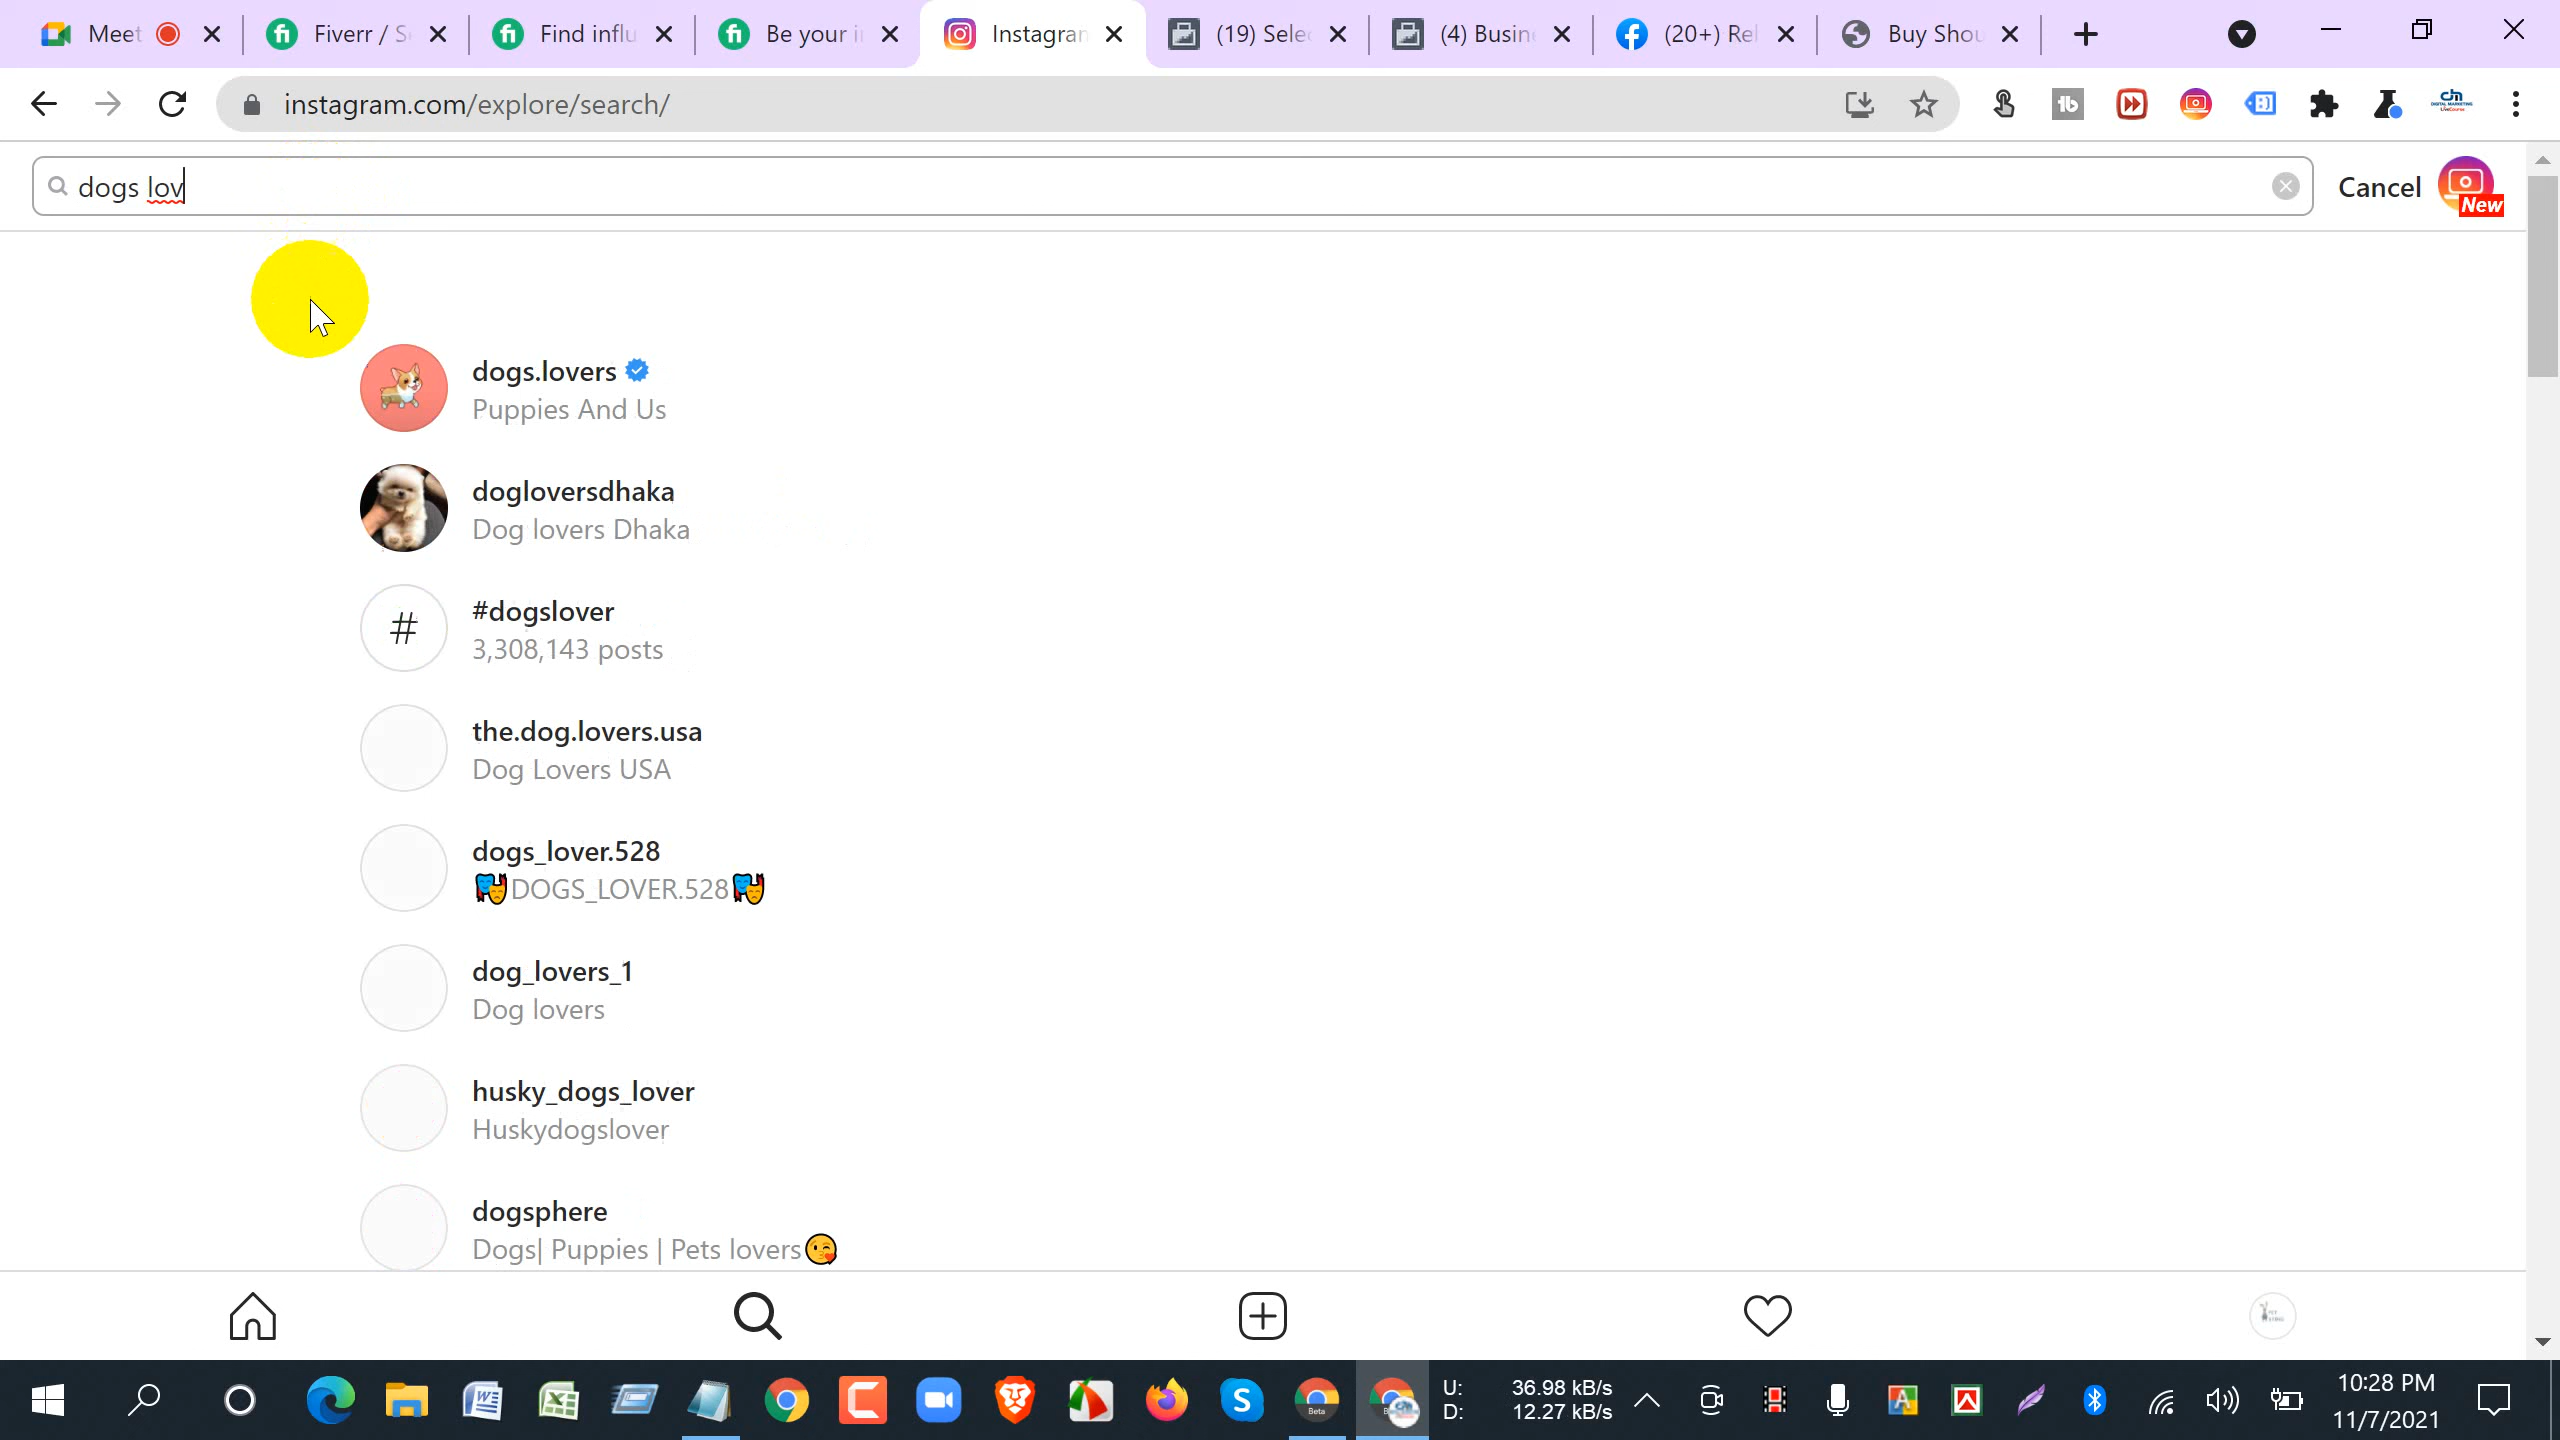 Meet
Fiverr / S
Find influ
Be your i
Instagran
(19) Selec
(4) Busin
(20+) Rel
Buy Shou
instagram.com/explore/search/
dogs lov
Cancel
New
dogs.lovers
Puppies And Us
dogloversdhaka
Dog lovers Dhaka
#
#dogslover
3,308,143 posts
the.dog.lovers.usa
Dog Lovers USA
dogs_lover.528
🎭DOGS_LOVER.528🎭
dog_lovers_1
Dog lovers
husky_dogs_lover
Huskydogslover
dogsphere
Dogs| Puppies | Pets lovers😘
U: 36.98 kB/s
D: 12.27 kB/s
10:28 PM
11/7/2021